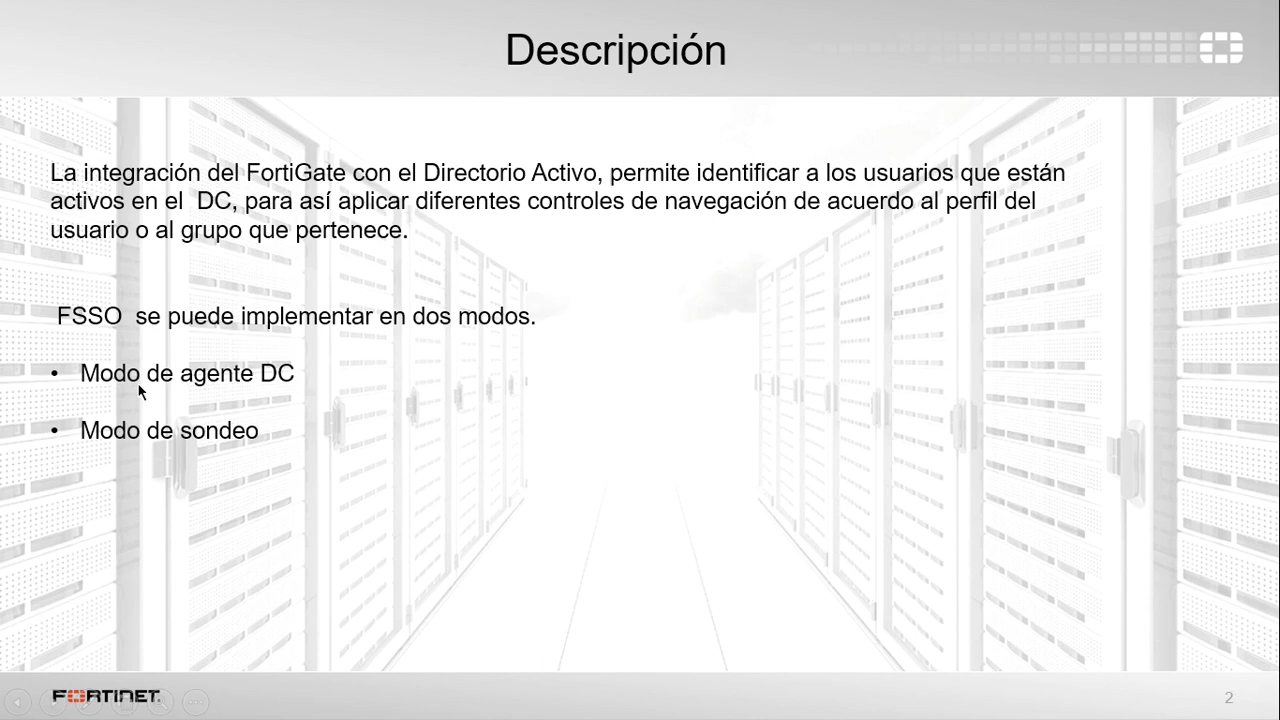 Descripción
La integración del FortiGate con el Directorio Activo, permite identificar a los usuarios que están
activos en el  DC, para así aplicar diferentes controles de navegación de acuerdo al perfil del
usuario o al grupo que pertenece.
FSSO  se puede implementar en dos modos.
• Modo de agente DC
• Modo de sondeo
FORTINET
2